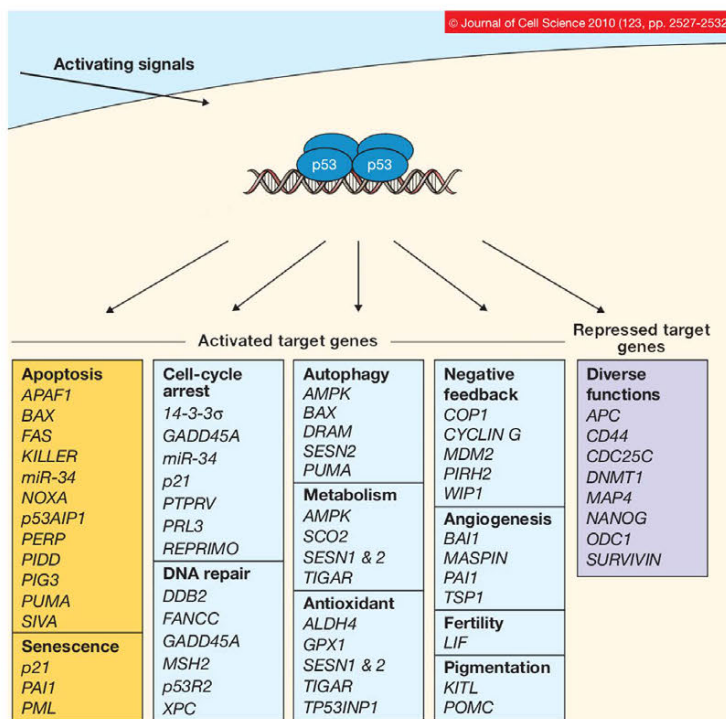 © Journal of Cell Science 2010 (123, pp. 2527-2532
Activating signals
p53
p53
Activated target genes
Repressed target
genes
Apoptosis
APAF1
BAX
FAS
KILLER
miR-34
NOXA
p53AIP1
PERP
PIDD
PIG3
PUMA
SIVA
Senescence
p21
PAI1
PML
Cell-cycle
arrest
14-3-3σ
GADD45A
miR-34
p21
PTPRV
PRL3
REPRIMO
DNA repair
DDB2
FANCC
GADD45A
MSH2
p53R2
XPC
Autophagy
AMPK
BAX
DRAM
SESN2
PUMA
Metabolism
AMPK
SCO2
SESN1 & 2
TIGAR
Antioxidant
ALDH4
GPX1
SESN1 & 2
TIGAR
TP53INP1
Negative
feedback
COP1
CYCLIN G
MDM2
PIRH2
WIP1
Angiogenesis
BAI1
MASPIN
PAI1
TSP1
Fertility
LIF
Pigmentation
KITL
POMC
Diverse
functions
APC
CD44
CDC25C
DNMT1
MAP4
NANOG
ODC1
SURVIVIN